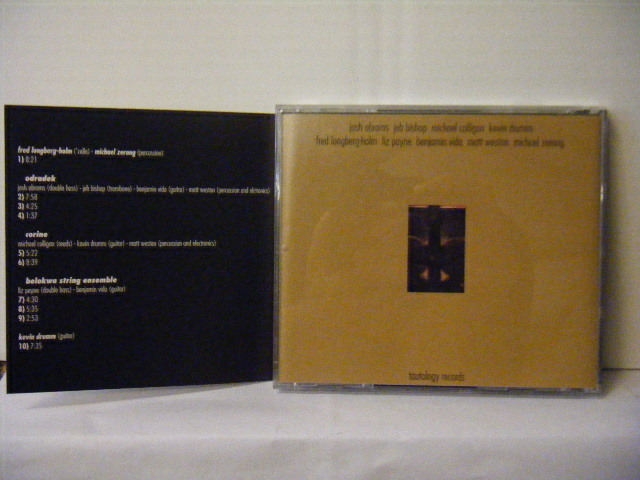 fred lonberg-holm ('cello) - michael zerang (percussion)
1) 8:21
odradek
josh abrams (double bass) - jeb bishop (trombone) - benjamin vida (guitar) - matt weston (percussion and electronics)
2) 7:58
3) 4:25
4) 1:37
corine
michael colligan (reeds) - kevin drumm (guitar) - matt weston (percussion and electronics)
5) 5:22
6) 8:39
belokwa string ensemble
liz payne (double bass) - benjamin vida (guitar)
7) 4:30
8) 5:35
9) 2:53
kevin drumm (guitar)
10) 7:25
josh abrams jeb bishop michael colligan kevin drumm
fred lonberg-holm liz payne benjamin vida matt weston michael zerang
tautology records